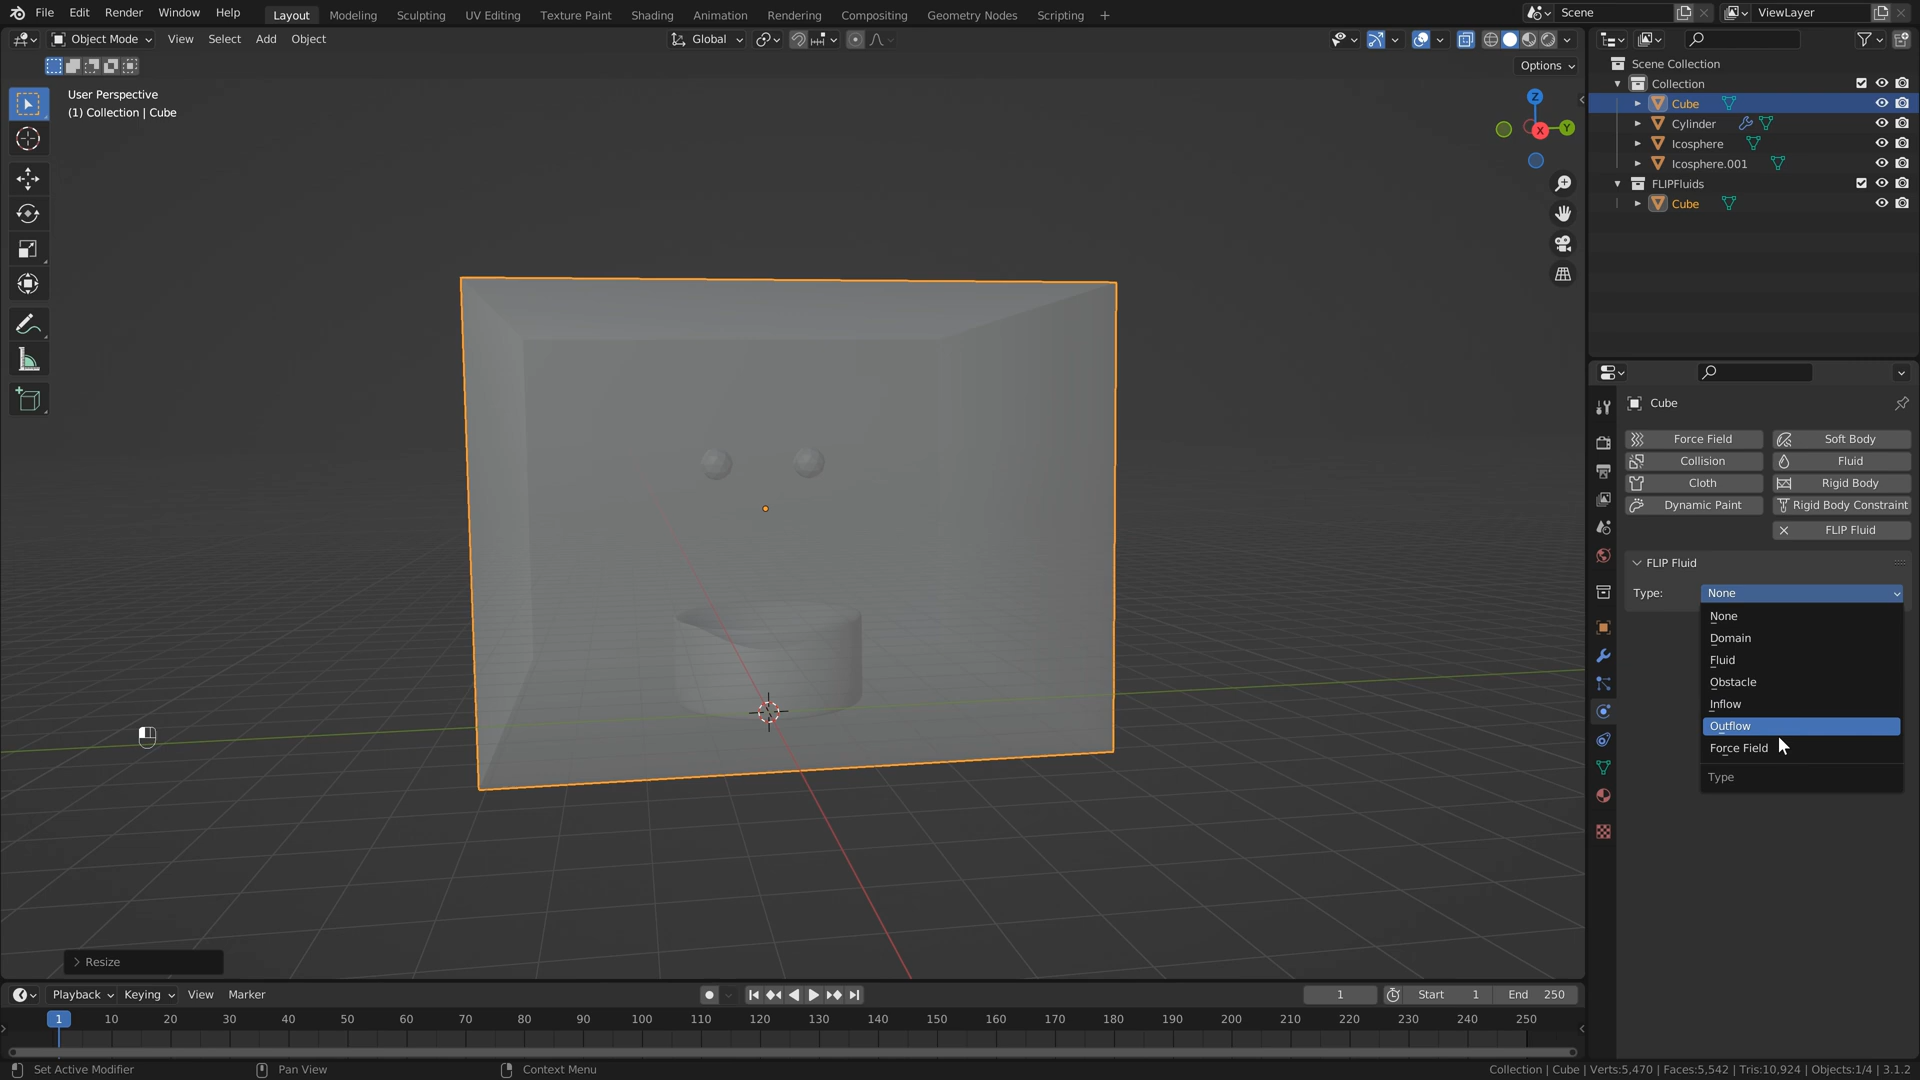 File Edit Render Window Help Layout Modeling Sculpting UV Editing Texture Paint Shading Animation Rendering Compositing Geometry Nodes Scripting + Scene ViewLayer
Object Mode View Select Add Object Global
Options
User Perspective
(1) Collection | Cube
Z
X
Y
Scene Collection
Collection
Cube
Cylinder
Icosphere
Icosphere.001
FLIPFluids
Cube
Cube
Force Field Soft Body
Collision Fluid
Cloth Rigid Body
Dynamic Paint Rigid Body Constraint
FLIP Fluid
FLIP Fluid
Type: None
None
Domain
Fluid
Obstacle
Inflow
Outflow
Force Field
Type
Resize
Playback Keying View Marker 1 Start 1 End 250
1 10 20 30 40 50 60 70 80 90 100 110 120 130 140 150 160 170 180 190 200 210 220 230 240 250
Set Active Modifier Pan View Context Menu Collection | Cube | Verts:5,470 | Faces:5,542 | Tris:10,924 | Objects:1/4 | 3.1.2